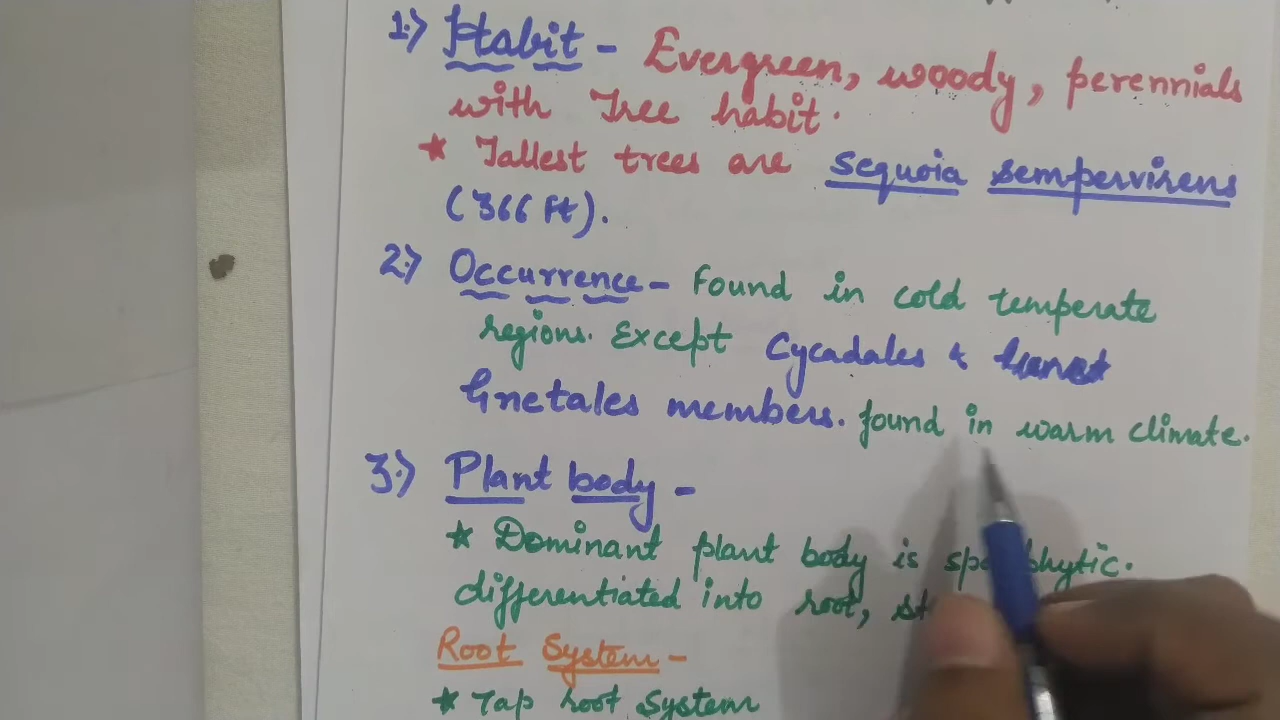 1.) Habit - Evergreen, woody, perennials
with Tree habit.
* Tallest trees are Sequoia sempervirens
(366 ft).
2.) Occurrence - Found in cold temperate
regions. Except Cycadales &
Gnetales members. found in warm climate.
3.) Plant body -
* Dominant plant body is
differentiated into root,
Root System -
* Tap root system